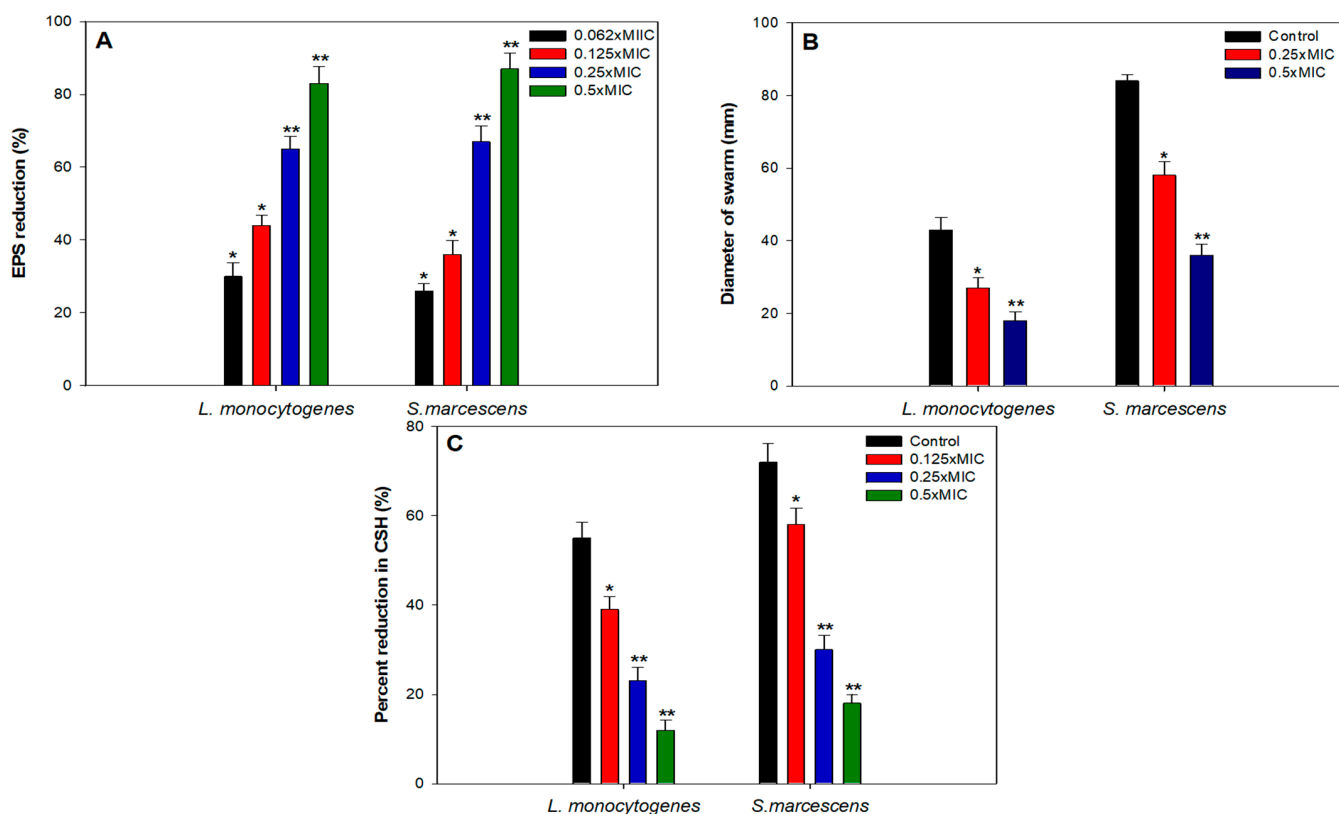 A
EPS reduction (%)
100
80
60
40
20
0
0.062xMIIC
0.125xMIC
0.25xMIC
0.5xMIC
*
*
**
**
*
*
**
**
L. monocytogenes
S.marcescens
B
Diameter of swarm (mm)
100
80
60
40
20
0
Control
0.25xMIC
0.5xMIC
*
**
*
**
L. monocytogenes
S. marcescens
C
Percent reduction in CSH (%)
80
60
40
20
0
Control
0.125xMIC
0.25xMIC
0.5xMIC
*
**
**
*
**
**
L. monocytogenes
S.marcescens